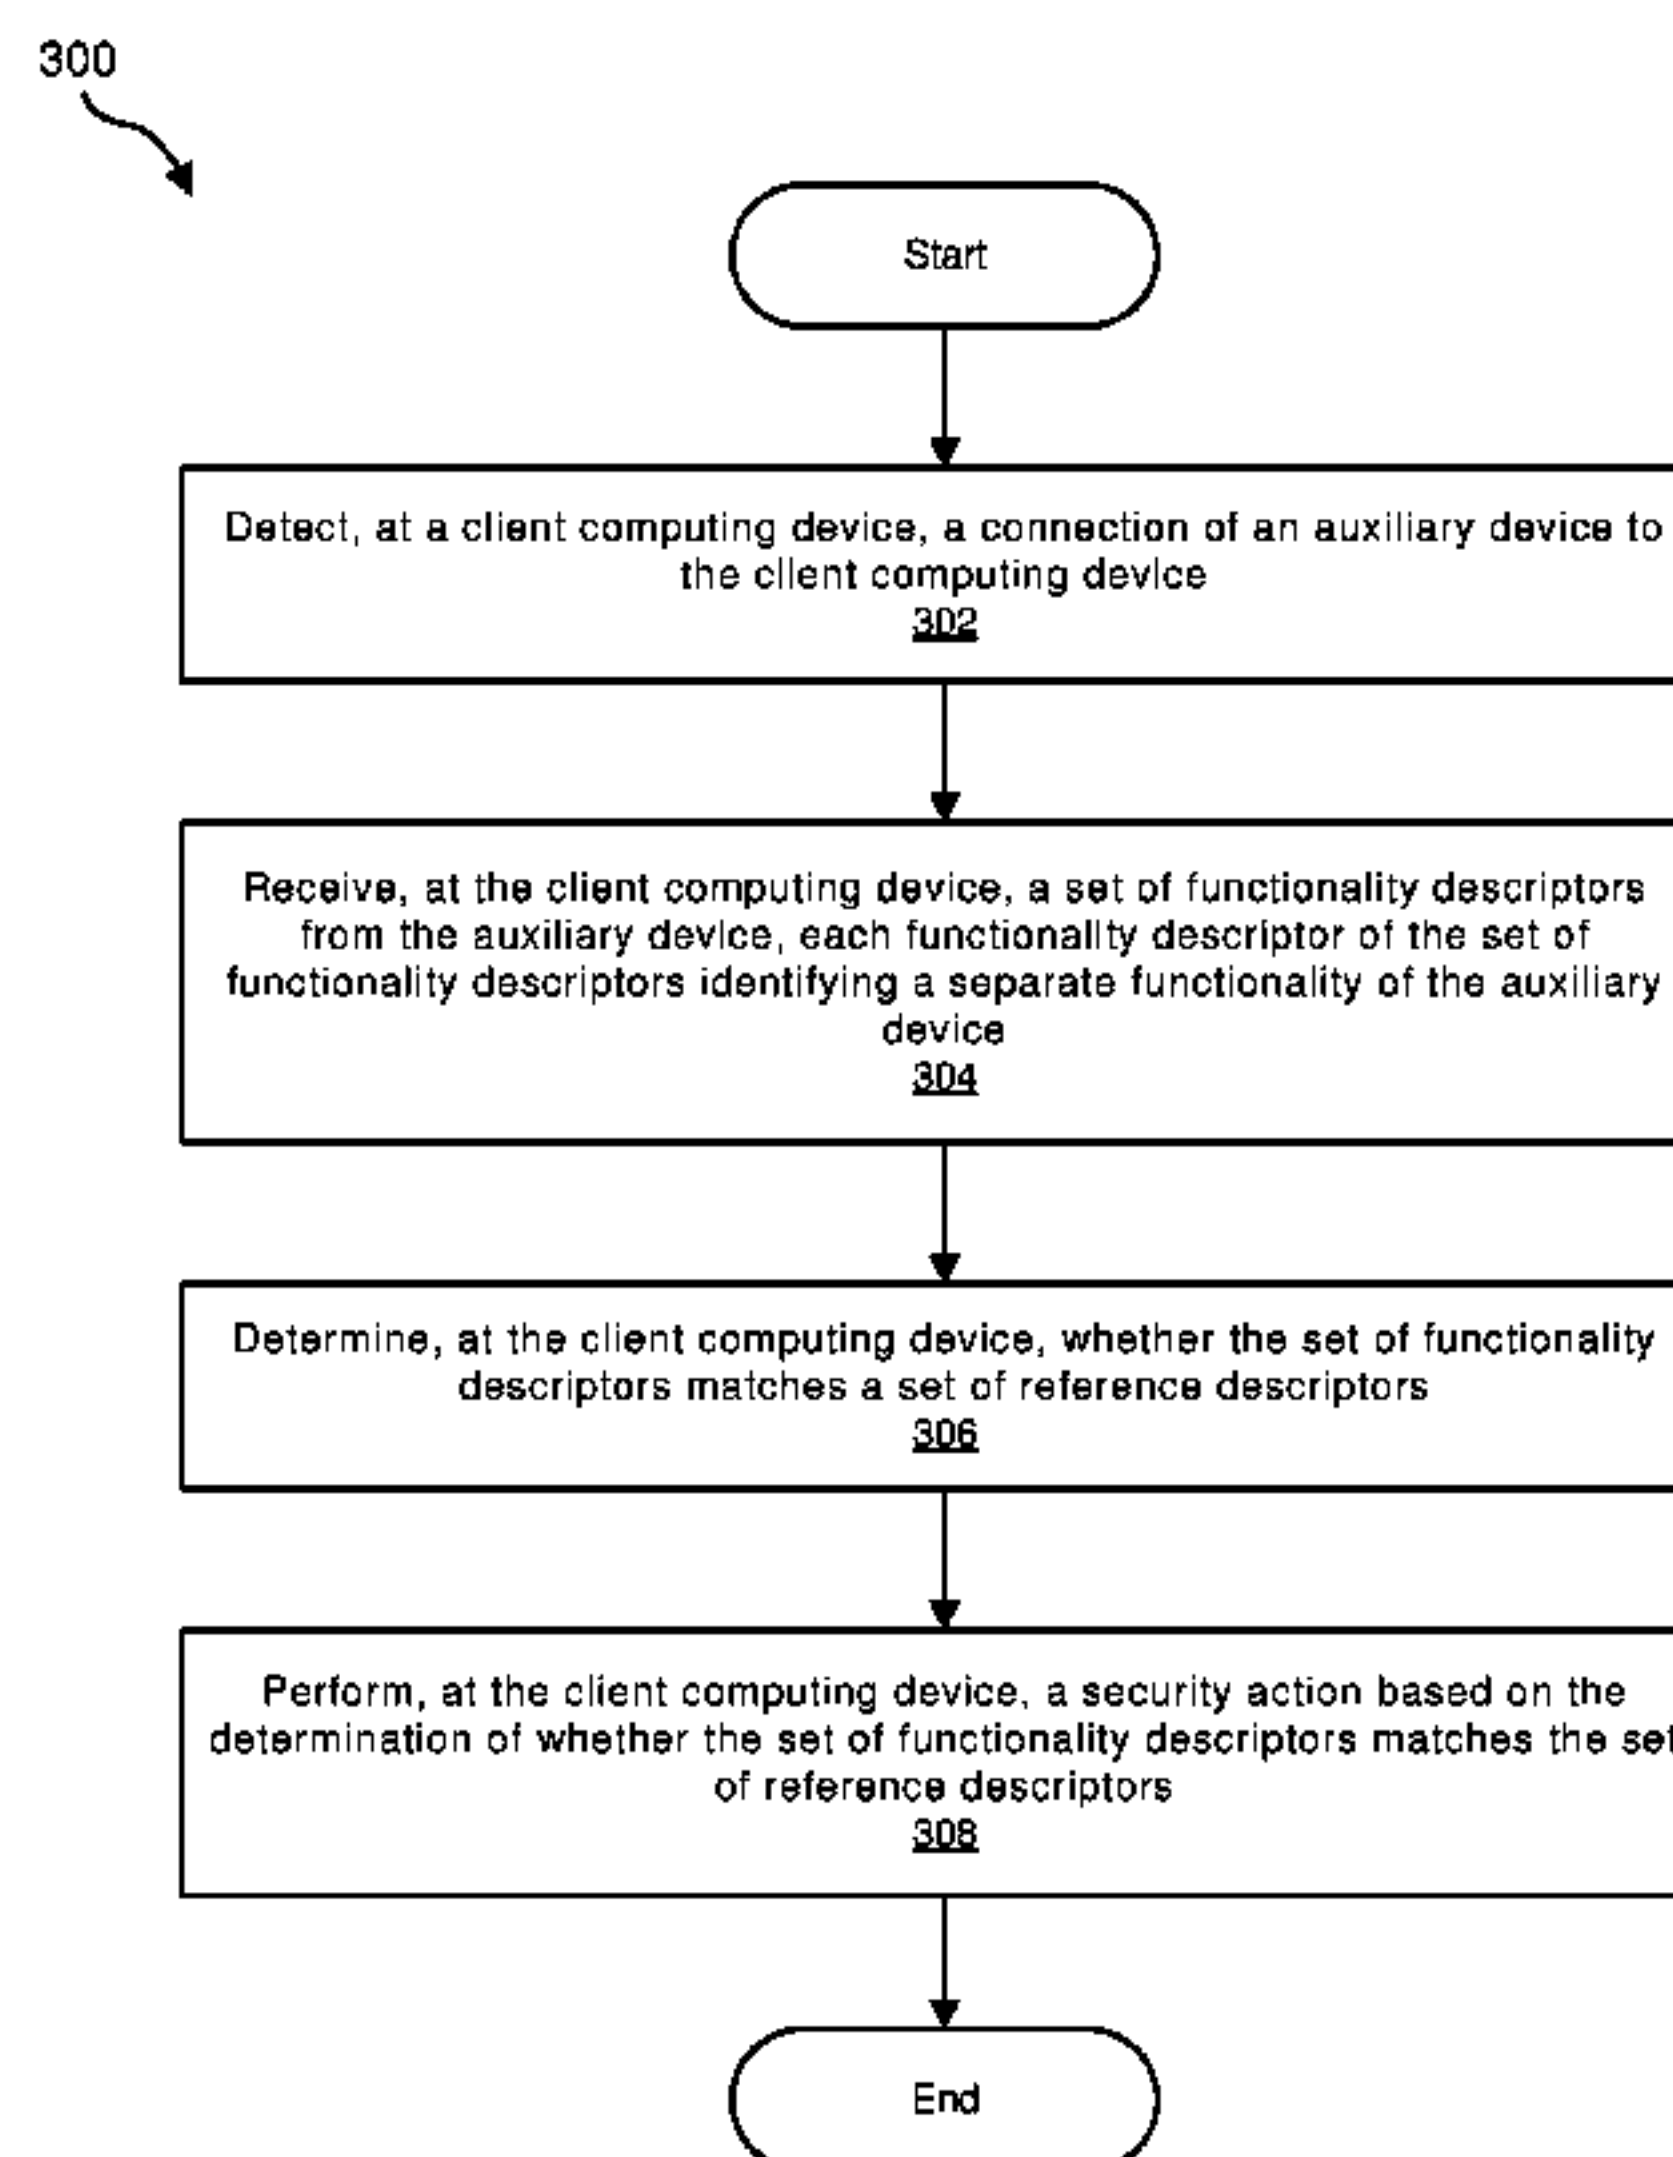 300
Start
Detect, at a client computing device, a connection of an auxiliary device to
the client computing device
302
Receive, at the client computing device, a set of functionality descriptors
from the auxiliary device, each functionality descriptor of the set of
functionality descriptors identifying a separate functionality of the auxiliary
device
304
Determine, at the client computing device, whether the set of functionality
descriptors matches a set of reference descriptors
306
Perform, at the client computing device, a security action based on the
determination of whether the set of functionality descriptors matches the set
of reference descriptors
308
End